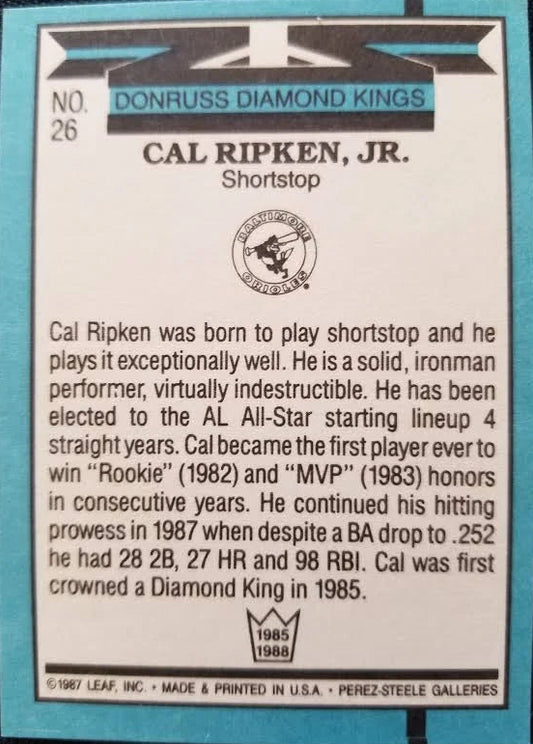 NO.
26
DONRUSS DIAMOND KINGS
CAL RIPKEN, JR.
Shortstop
BALTIMORE
ORIOLES
®
Cal Ripken was born to play shortstop and he
plays it exceptionally well. He is a solid, ironman
performer, virtually indestructible. He has been
elected to the AL All-Star starting lineup 4
straight years. Cal became the first player ever to
win “Rookie” (1982) and “MVP” (1983) honors
in consecutive years. He continued his hitting
prowess in 1987 when despite a BA drop to .252
he had 28 2B, 27 HR and 98 RBI. Cal was first
crowned a Diamond King in 1985.
1985
1988
©1987 LEAF, INC. • MADE & PRINTED IN U.S.A. • PEREZ-STEELE GALLERIES